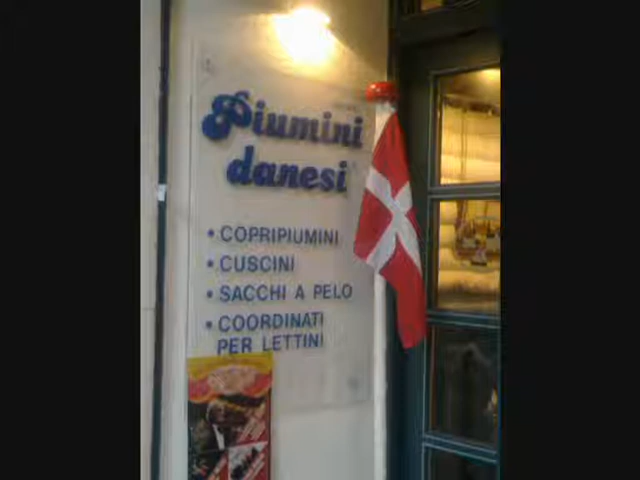 Piumini
danesi
• COPRIPIUMINI
• CUSCINI
• SACCHI A PELO
• COORDINATI
PER LETTINI